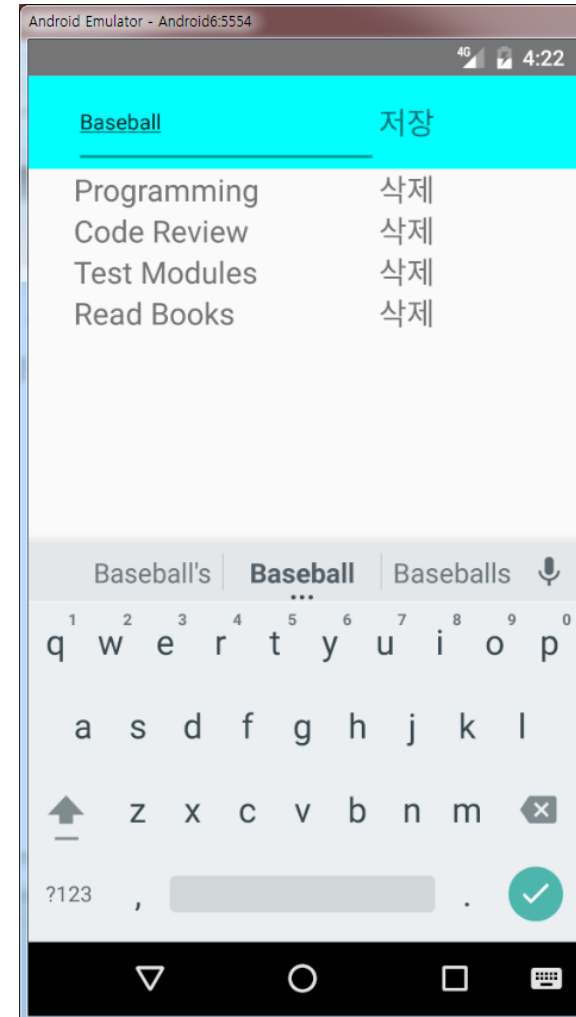 Android Emulator - Android6:5554
4G 4:22
Baseball 저장
Programming 삭제
Code Review 삭제
Test Modules 삭제
Read Books 삭제
Baseball's Baseball Baseballs
1 2 3 4 5 6 7 8 9 0
q w e r t y u i o p
a s d f g h j k l
z x c v b n m
?123 , .